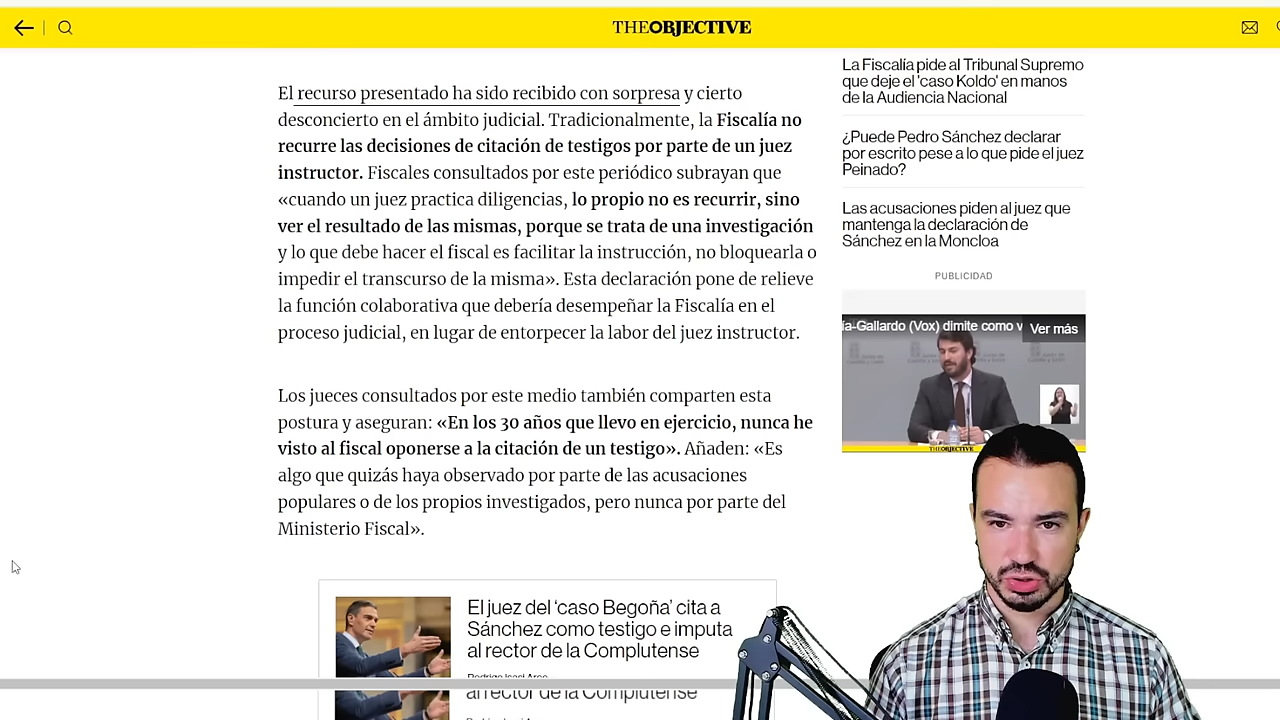 THEOBJECTIVE
El recurso presentado ha sido recibido con sorpresa y cierto
desconcierto en el ámbito judicial. Tradicionalmente, la Fiscalía no
recurre las decisiones de citación de testigos por parte de un juez
instructor. Fiscales consultados por este periódico subrayan que
«cuando un juez practica diligencias, lo propio no es recurrir, sino
ver el resultado de las mismas, porque se trata de una investigación
y lo que debe hacer el fiscal es facilitar la instrucción, no bloquearla o
impedir el transcurso de la misma». Esta declaración pone de relieve
la función colaborativa que debería desempeñar la Fiscalía en el
proceso judicial, en lugar de entorpecer la labor del juez instructor.
Los jueces consultados por este medio también comparten esta
postura y aseguran: «En los 30 años que llevo en ejercicio, nunca he
visto al fiscal oponerse a la citación de un testigo». Añaden: «Es
algo que quizás haya observado por parte de las acusaciones
populares o de los propios investigados, pero nunca por parte del
Ministerio Fiscal».
El juez del ‘caso Begoña’ cita a
Sánchez como testigo e imputa
al rector de la Complutense
al rector de la Complutense
La Fiscalía pide al Tribunal Supremo
que deje el 'caso Koldo' en manos
de la Audiencia Nacional
¿Puede Pedro Sánchez declarar
por escrito pese a lo que pide el juez
Peinado?
Las acusaciones piden al juez que
mantenga la declaración de
Sánchez en la Moncloa
PUBLICIDAD
ía-Gallardo (Vox) dimite como v
Ver más
THEOBJECTIVE